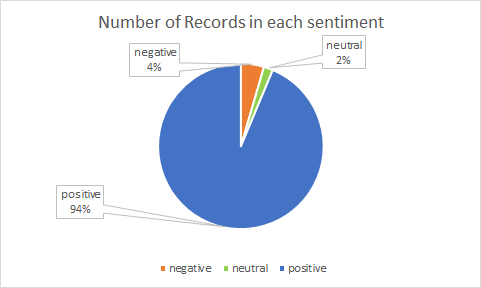 Number of Records in each sentiment
negative
4%
neutral
2%
positive
94%
negative neutral positive